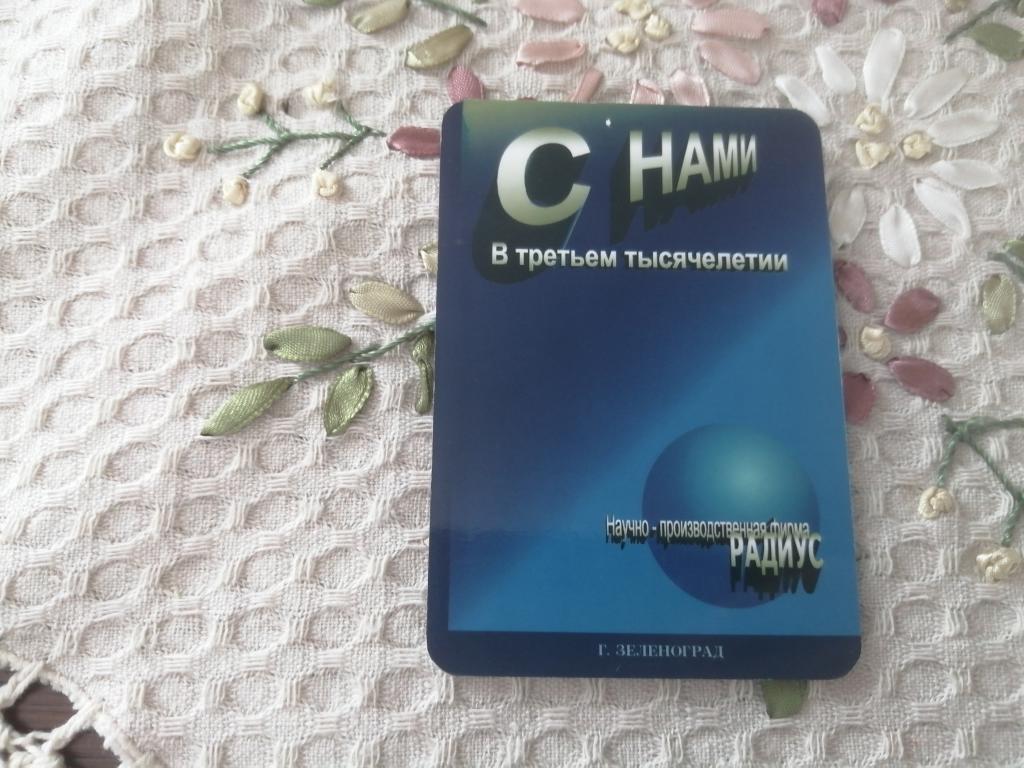 С НАМИ
В третьем тысячелетии
Научно - производственная фирма
РАДИУС
Г. ЗЕЛЕНОГРАД